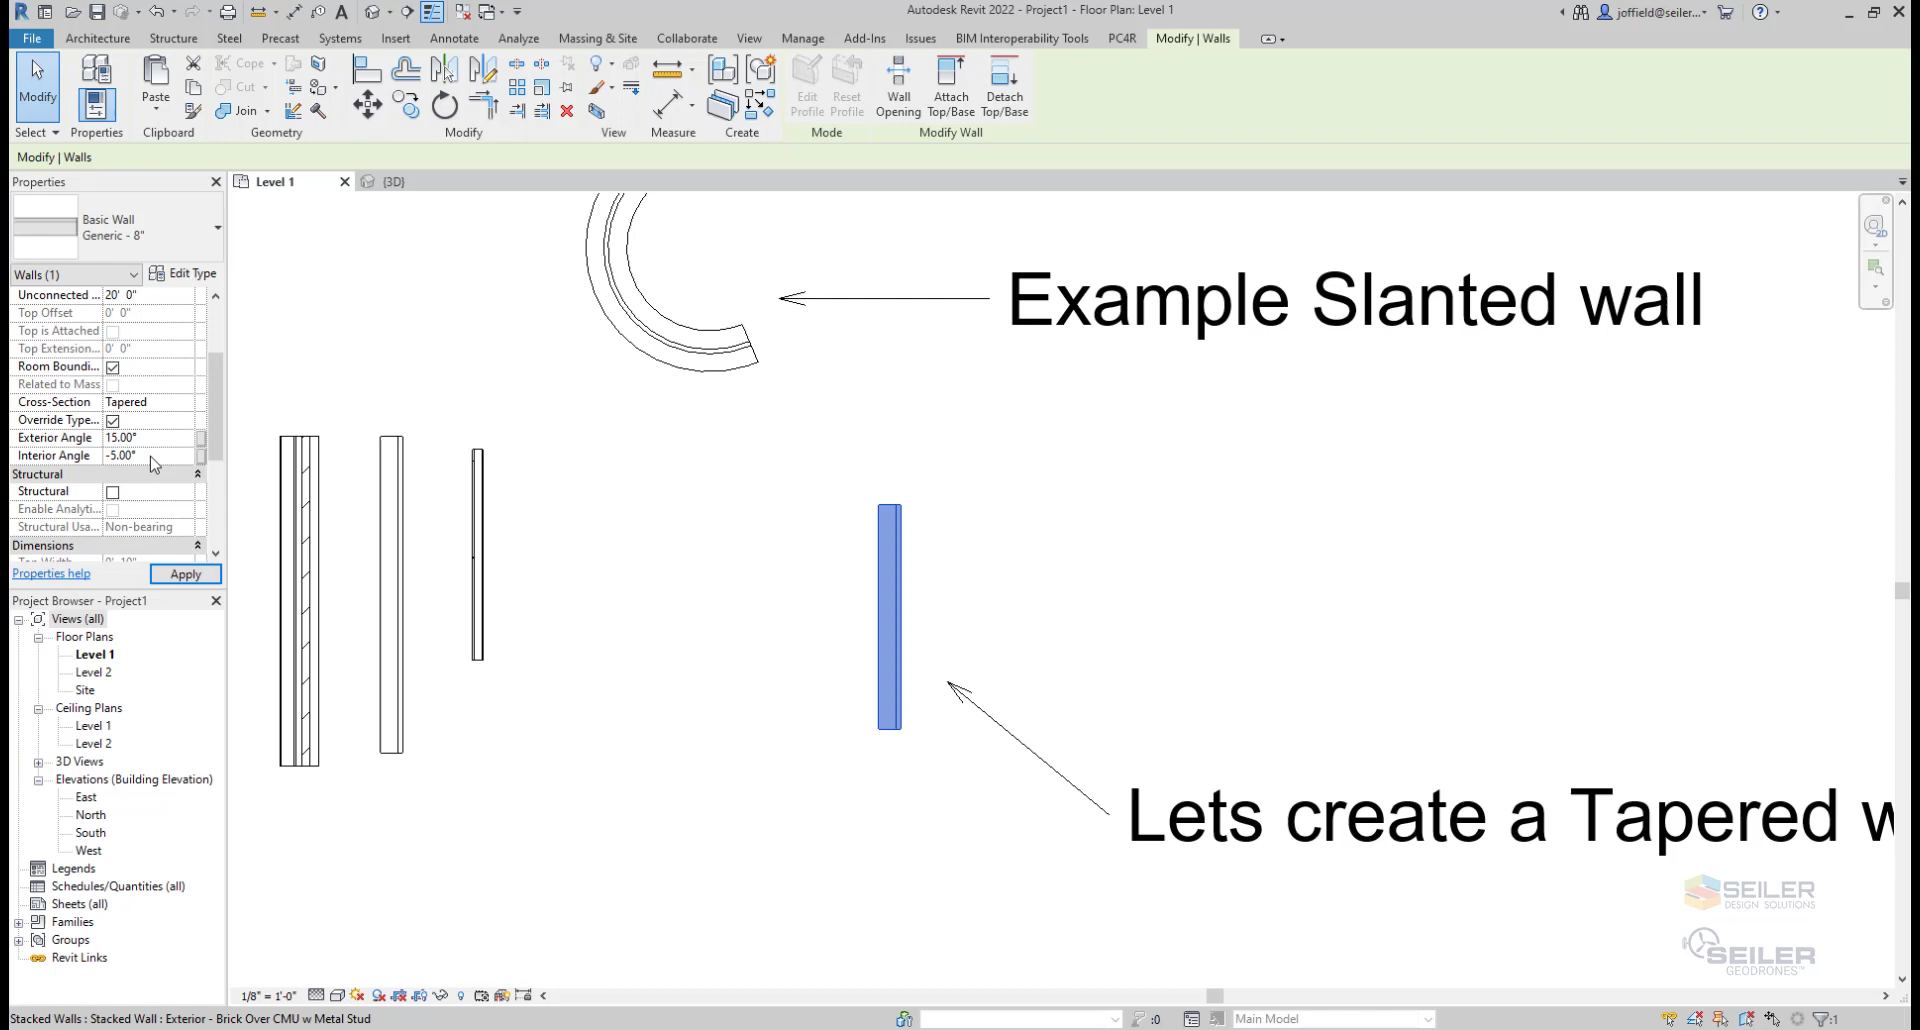 Autodesk Revit 2022 - Project1 - Floor Plan: Level 1
joffield@seiler...
File Architecture Structure Steel Precast Systems Insert Annotate Analyze Massing & Site Collaborate View Manage Add-Ins Issues BIM Interoperability Tools PC4R Modify | Walls
Modify
Paste
Cope
Cut
Join
Edit Profile
Reset Profile
Wall Opening
Attach Top/Base
Detach Top/Base
Select Properties Clipboard Geometry Modify View Measure Create Mode Modify Wall
Modify | Walls
Properties
Level 1
{3D}
Basic Wall
Generic - 8"
Walls (1)
Edit Type
Unconnected ... 20' 0"
Top Offset 0' 0"
Top is Attached
Top Extension... 0' 0"
Room Boundi...
Related to Mass
Cross-Section Tapered
Override Type...
Exterior Angle 15.00°
Interior Angle -5.00°
Structural
Structural
Enable Analyti...
Structural Usa... Non-bearing
Dimensions
Properties help
Apply
Project Browser - Project1
Views (all)
Floor Plans
Level 1
Level 2
Site
Ceiling Plans
Level 1
Level 2
3D Views
Elevations (Building Elevation)
East
North
South
West
Legends
Schedules/Quantities (all)
Sheets (all)
Families
Groups
Revit Links
Example Slanted wall
Lets create a Tapered w
SEILER
DESIGN SOLUTIONS
SEILER
GEODRONES™
2D
1/8" = 1'-0"
Stacked Walls : Stacked Wall : Exterior - Brick Over CMU w Metal Stud
:0
Main Model
:1